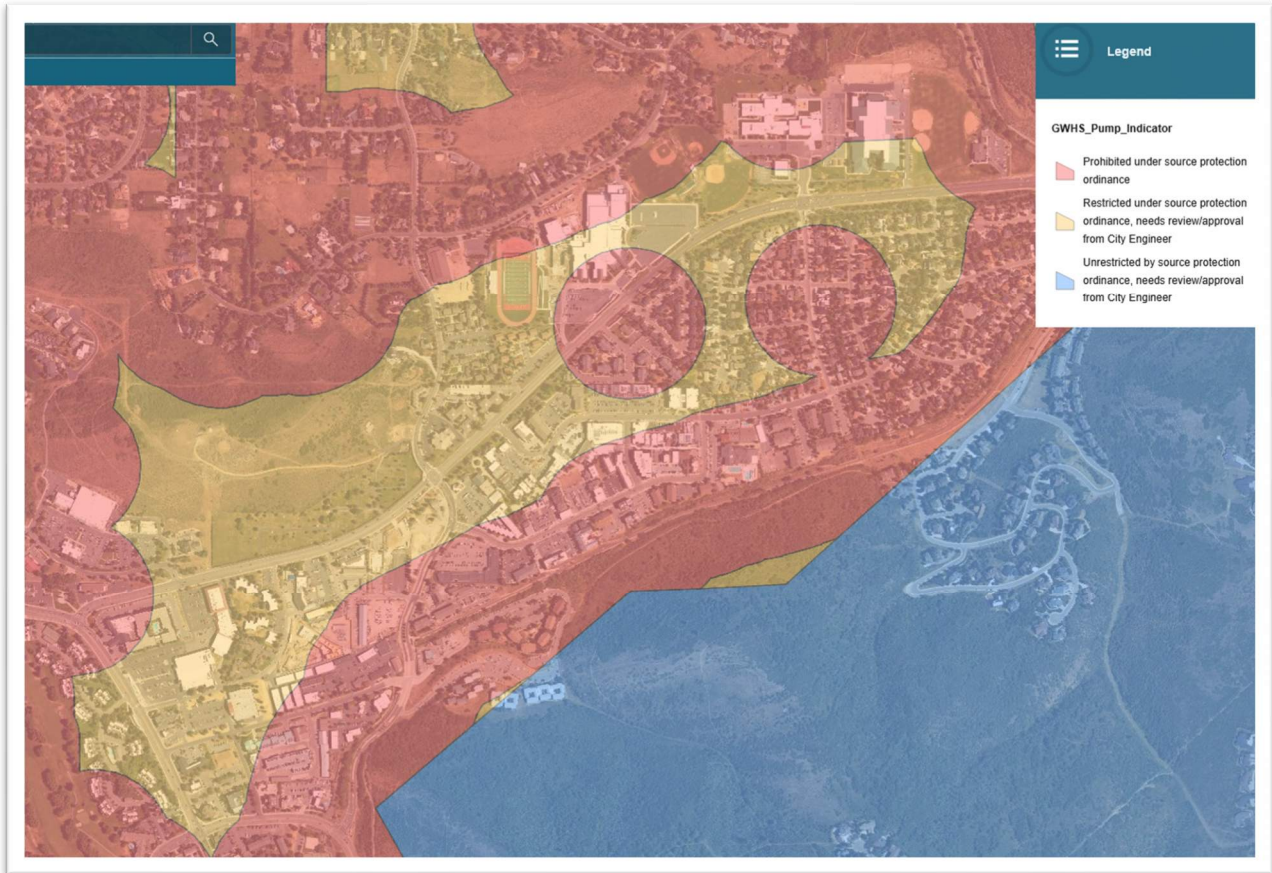 Legend
GWHS_Pump_Indicator
Prohibited under source protection
ordinance
Restricted under source protection
ordinance, needs review/approval
from City Engineer
Unrestricted by source protection
ordinance, needs review/approval
from City Engineer